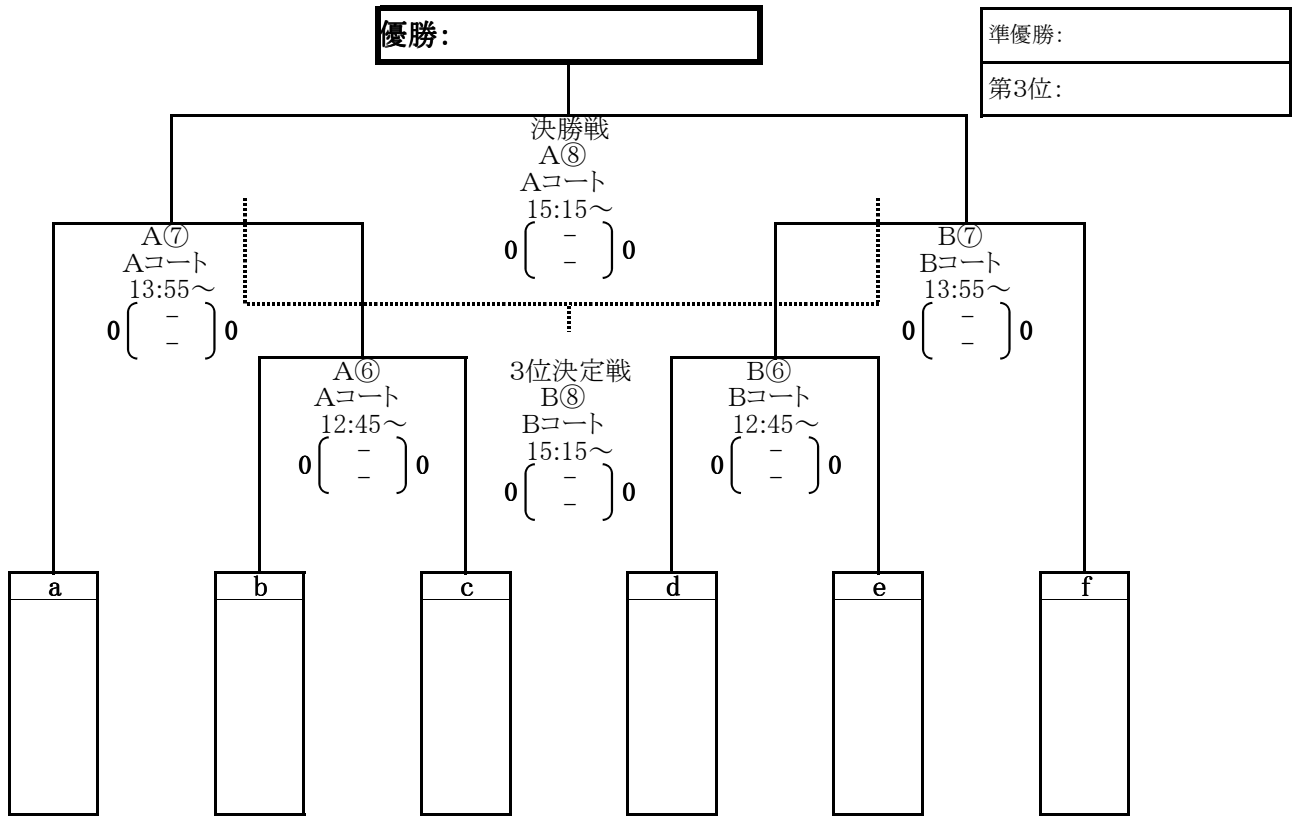 優勝：
準優勝：
第3位：
決勝戦
A⑧
Aコート
15:15～
0 － 0
－
A⑦
Aコート
13:55～
0 － 0
－
B⑦
Bコート
13:55～
0 － 0
－
A⑥
Aコート
12:45～
0 － 0
－
3位決定戦
B⑧
Bコート
15:15～
0 － 0
－
B⑥
Bコート
12:45～
0 － 0
－
a
b
c
d
e
f